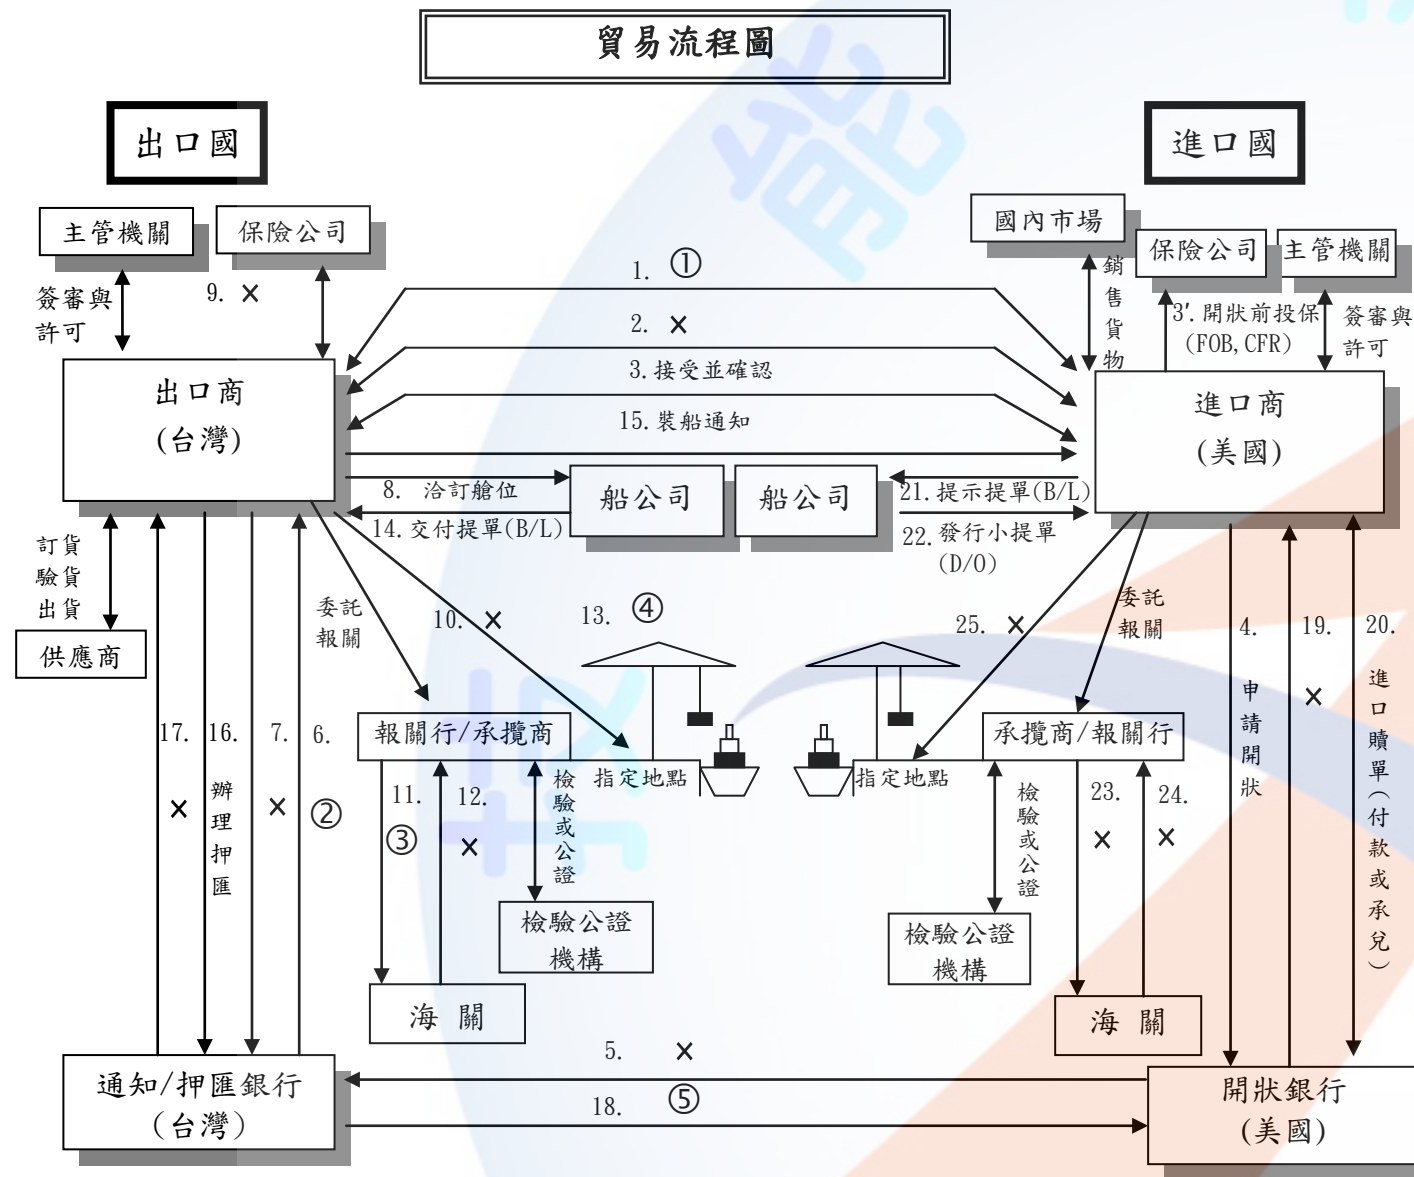 貿易流程圖
出口國
進口國
主管機關
保險公司
國內市場
保險公司
主管機關
簽審與
許可
9. ×
1. ①
2. ×
3.接受並確認
15.裝船通知
銷售貨物
3′.開狀前投保
(FOB,CFR)
簽審與
許可
出口商
(台灣)
進口商
(美國)
8. 洽訂艙位
14.交付提單(B/L)
船公司
船公司
21.提示提單(B/L)
22.發行小提單
(D/O)
訂貨
驗貨
出貨
供應商
委託
報關
10. ×
13. ④
25. ×
委託
報關
4. 申請開狀
19. ×
20. 進口贖單(付款或承兌)
17. ×
16. 辦理押匯
7. ×
6. ②
報關行/承攬商
指定地點
指定地點
承攬商/報關行
11. ③
12. ×
檢驗或公證
檢驗或公證
23. ×
24. ×
檢驗公證
機構
檢驗公證
機構
海 關
海 關
5. ×
18. ⑤
通知/押匯銀行
(台灣)
開狀銀行
(美國)